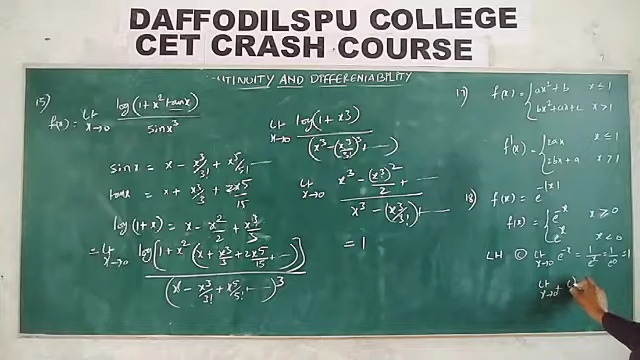 DAFFODILSPU COLLEGE
CET CRASH COURSE
CONTINUITY AND DIFFERENIABILITY
15)
f(x) = Lt x→0 log(1+x² tanx) / sinx³
sinx = x - x³/3! + x⁵/5! ---
tanx = x + x³/3 + 2x⁵/15
log(1+x) = x - x²/2 + x³/3
= Lt x→0 log[1+x²(x + x³/3 + 2x⁵/15 + --)] / (x - x³/3! + x⁵/5! - --)³
Lt x→0 log(1+x3) / (x³ - (x³)³/3! + ---)
Lt x→0 x³ - (x³)²/2 + --- / x³ - (x³/3!) + ---
= 1
17) f(x) = { ax²+b x ≤ 1
bx²+ax+c x > 1
f'(x) = { 2ax x ≤ 1
2bx+a x > 1
18) f(x) = e^-|x|
f(x) = { e^-x x ≥ 0
e^x x < 0
LH Lt x→0 e^-x = 1/e^x = 1/e⁰ = 1
Lt x→0+